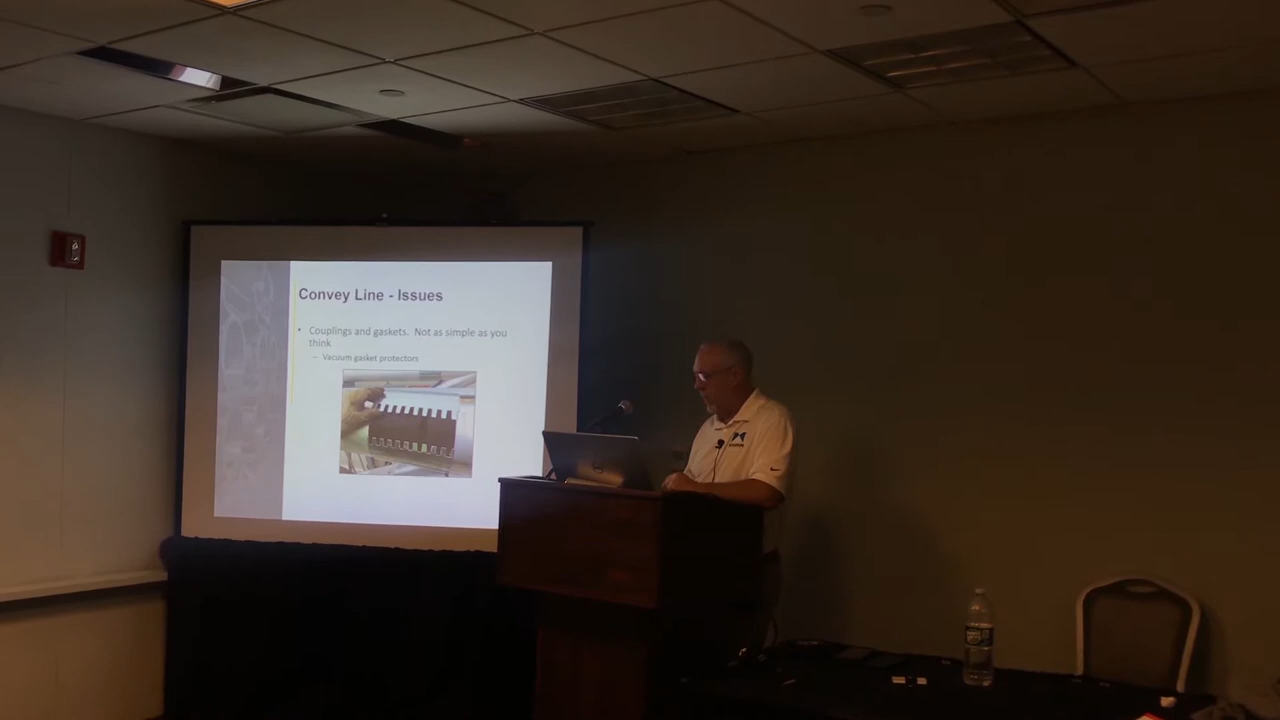 Convey Line - Issues
• Couplings and gaskets. Not as simple as you
think
– Vacuum gasket protectors